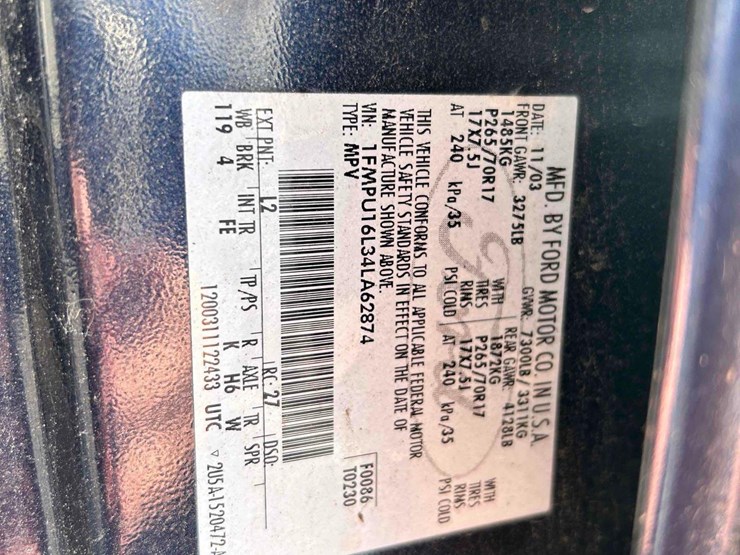 MFD. BY FORD MOTOR CO. IN U.S.A.
DATE: 11/03 GVWR: 7300LB/3311KG
FRONT GAWR: 3275LB REAR GAWR: 4128LB
1485KG WITH 1872KG WITH
P265/70R17 TIRES P265/70R17 TIRES
17X7.5J RIMS 17X7.5J RIMS
AT 240 kPa/35 PSI COLD AT 240 kPa/35 PSI COLD
THIS VEHICLE CONFORMS TO ALL APPLICABLE FEDERAL MOTOR
VEHICLE SAFETY STANDARDS IN EFFECT ON THE DATE OF
MANUFACTURE SHOWN ABOVE.
VIN: 1FMPU16L34LA62874 F0086
TYPE: MPV T0230
EXT PNT: L2 RC: 27 DSO:
WB BRK INT TR TP/PS R AXLE TR SPR
119 4 FE K H6 W
1200311122433 UTC ▽ 2U5A-1520472-A